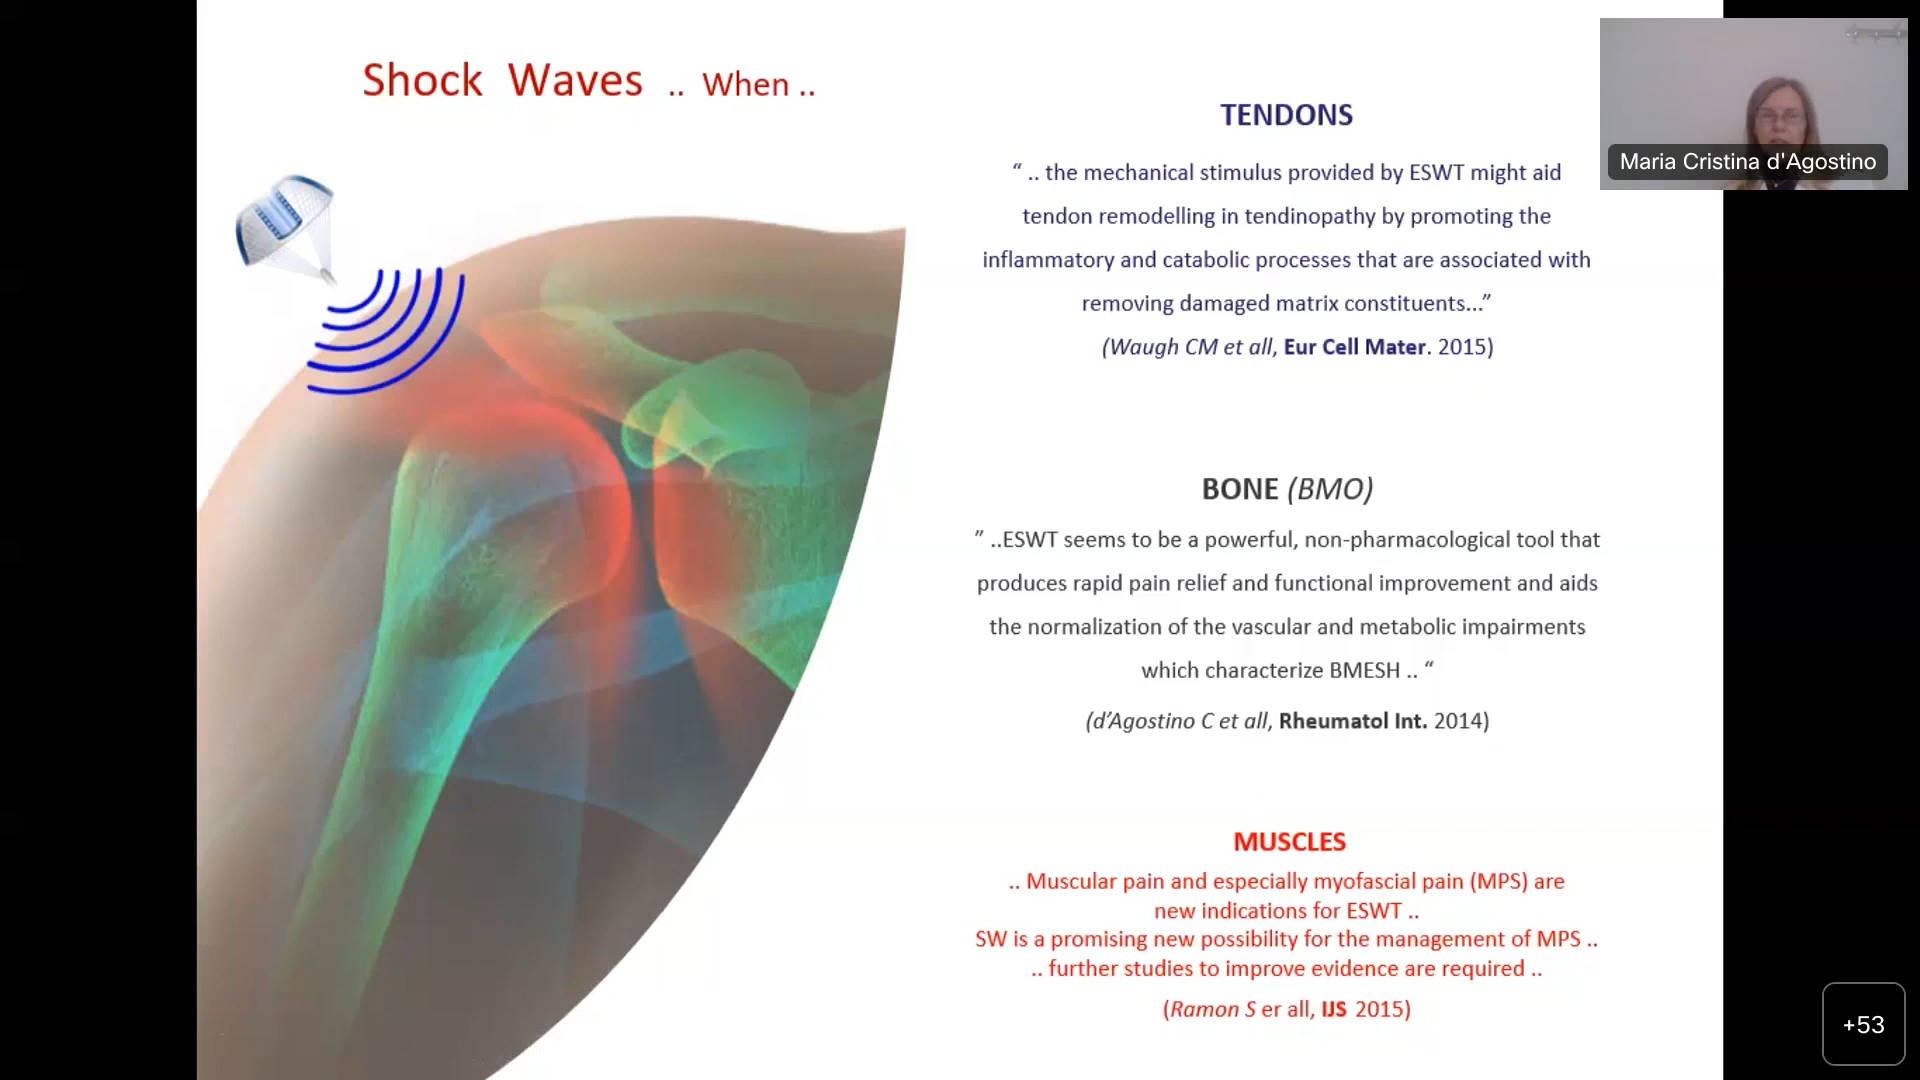 Shock Waves .. When ..
TENDONS
“ .. the mechanical stimulus provided by ESWT might aid
tendon remodelling in tendinopathy by promoting the
inflammatory and catabolic processes that are associated with
removing damaged matrix constituents...”
(Waugh CM et all, Eur Cell Mater. 2015)
BONE (BMO)
” ..ESWT seems to be a powerful, non-pharmacological tool that
produces rapid pain relief and functional improvement and aids
the normalization of the vascular and metabolic impairments
which characterize BMESH .. “
(d’Agostino C et all, Rheumatol Int. 2014)
MUSCLES
.. Muscular pain and especially myofascial pain (MPS) are
new indications for ESWT ..
SW is a promising new possibility for the management of MPS ..
.. further studies to improve evidence are required ..
(Ramon S er all, IJS 2015)
Maria Cristina d'Agostino
+53